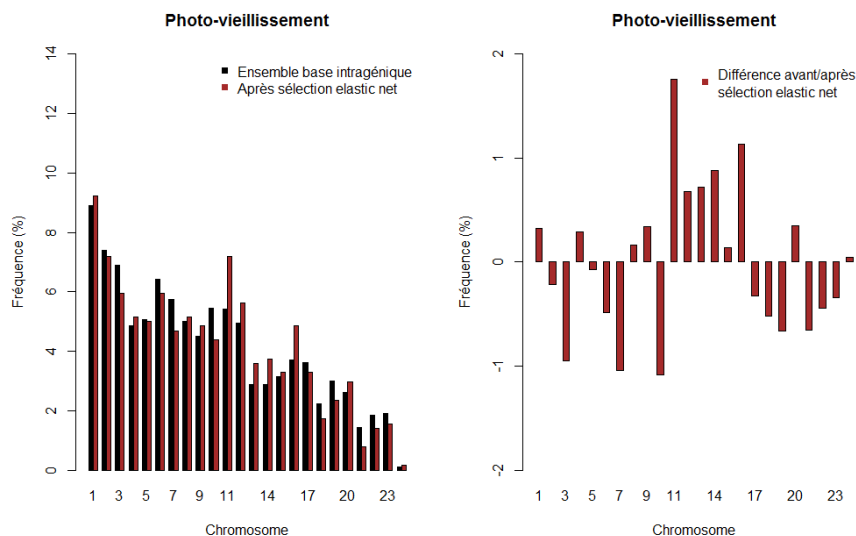 Photo-vieillissement
14
12
10
8
6
4
2
0
Fréquence (%)
Ensemble base intragénique
Après sélection elastic net
1 3 5 7 9 11 14 17 20 23
Chromosome
Photo-vieillissement
2
1
0
-1
-2
Fréquence (%)
Différence avant/après
sélection elastic net
1 3 5 7 9 11 14 17 20 23
Chromosome